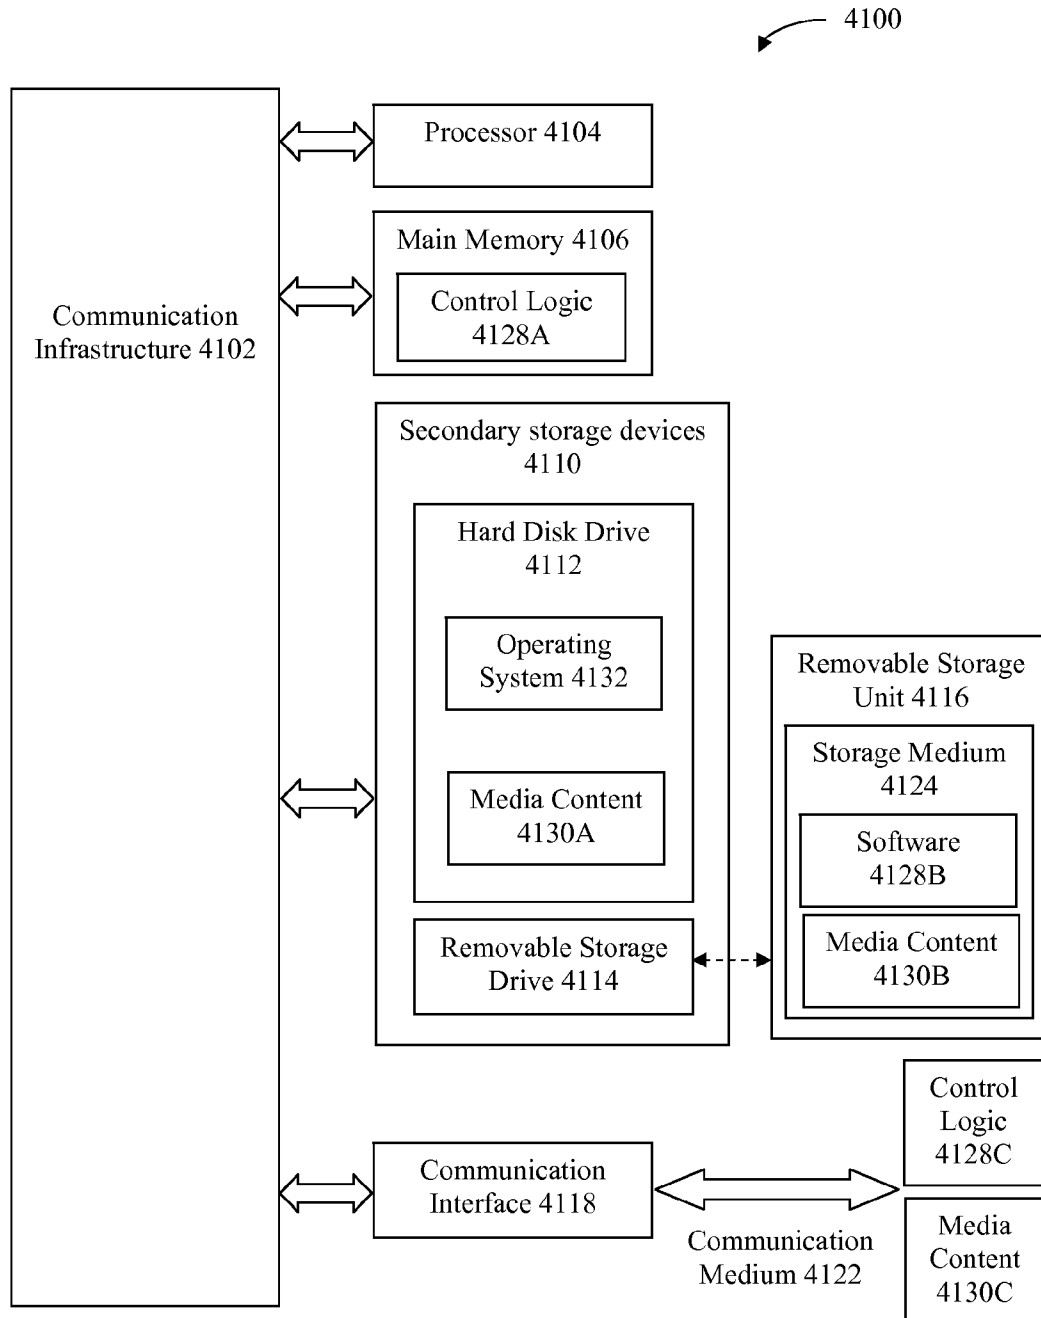 4100
Processor 4104
Main Memory 4106
Control Logic
4128A
Communication
Infrastructure 4102
Secondary storage devices
4110
Hard Disk Drive
4112
Operating
System 4132
Media Content
4130A
Removable Storage
Drive 4114
Removable Storage
Unit 4116
Storage Medium
4124
Software
4128B
Media Content
4130B
Communication
Interface 4118
Communication
Medium 4122
Control
Logic
4128C
Media
Content
4130C